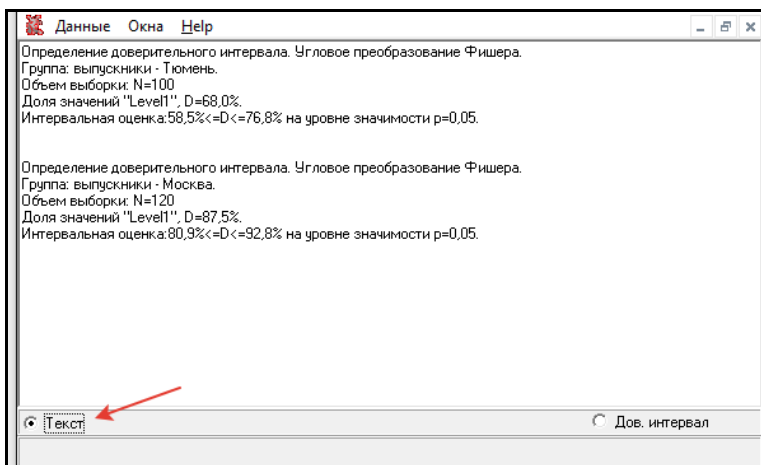 Данные Окна Help
Определение доверительного интервала. Угловое преобразование Фишера.
Группа: выпускники - Тюмень.
Объем выборки: N=100
Доля значений "Level1", D=68,0%.
Интервальная оценка:58,5%<=D<=76,8% на уровне значимости p=0,05.
Определение доверительного интервала. Угловое преобразование Фишера.
Группа: выпускники - Москва.
Объем выборки: N=120
Доля значений "Level1", D=87,5%.
Интервальная оценка:80,9%<=D<=92,8% на уровне значимости p=0,05.
Текст Дов. интервал